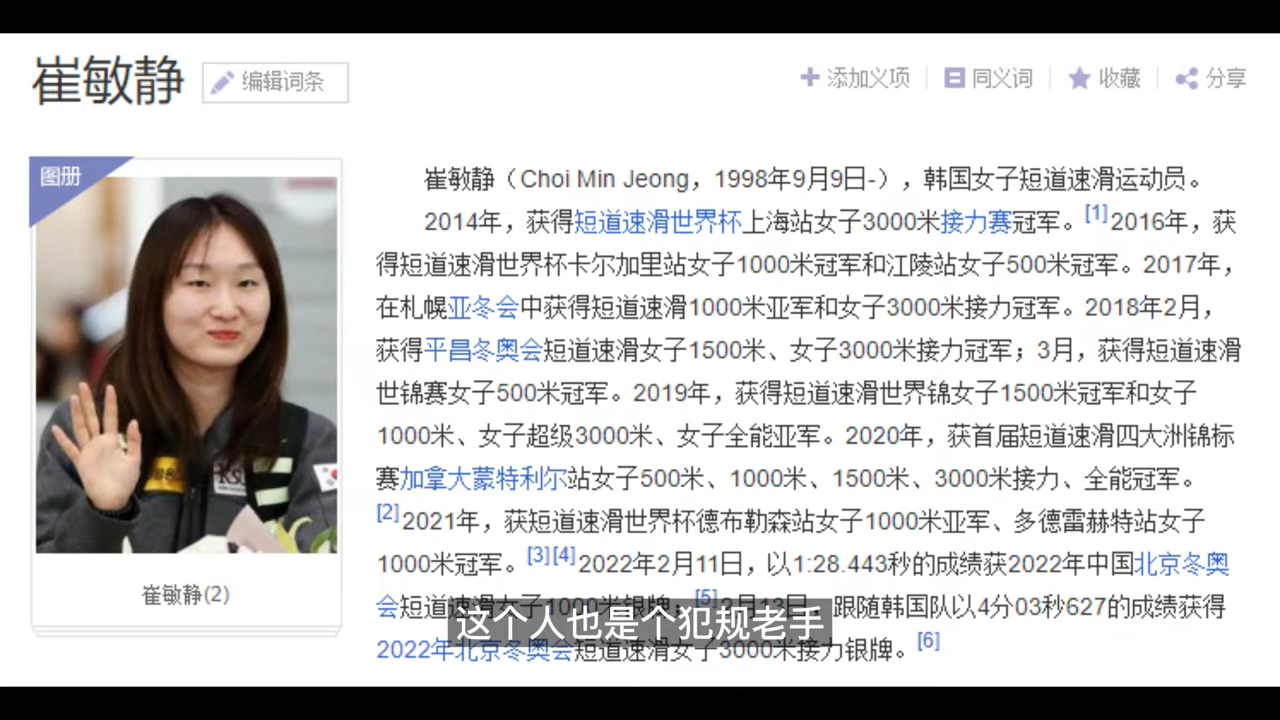 崔敏静
编辑词条
添加义项
同义词
收藏
分享
图册
崔敏静(2)
崔敏静（Choi Min Jeong，1998年9月9日-），韩国女子短道速滑运动员。
2014年，获得短道速滑世界杯上海站女子3000米接力赛冠军。[1]2016年，获
得短道速滑世界杯卡尔加里站女子1000米冠军和江陵站女子500米冠军。2017年，
在札幌亚冬会中获得短道速滑1000米亚军和女子3000米接力冠军。2018年2月，
获得平昌冬奥会短道速滑女子1500米、女子3000米接力冠军；3月，获得短道速滑
世锦赛女子500米冠军。2019年，获得短道速滑世界锦女子1500米冠军和女子
1000米、女子超级3000米、女子全能亚军。2020年，获首届短道速滑四大洲锦标
赛加拿大蒙特利尔站女子500米、1000米、1500米、3000米接力、全能冠军。
[2]2021年，获短道速滑世界杯德布勒森站女子1000米亚军、多德雷赫特站女子
1000米冠军。[3][4]2022年2月11日，以1:28.443秒的成绩获2022年中国北京冬奥
会短道速滑女子1000米银牌；[5]2月13日，跟随韩国队以4分03秒627的成绩获得
2022年北京冬奥会短道速滑女子3000米接力银牌。[6]
这个人也是个犯规老手